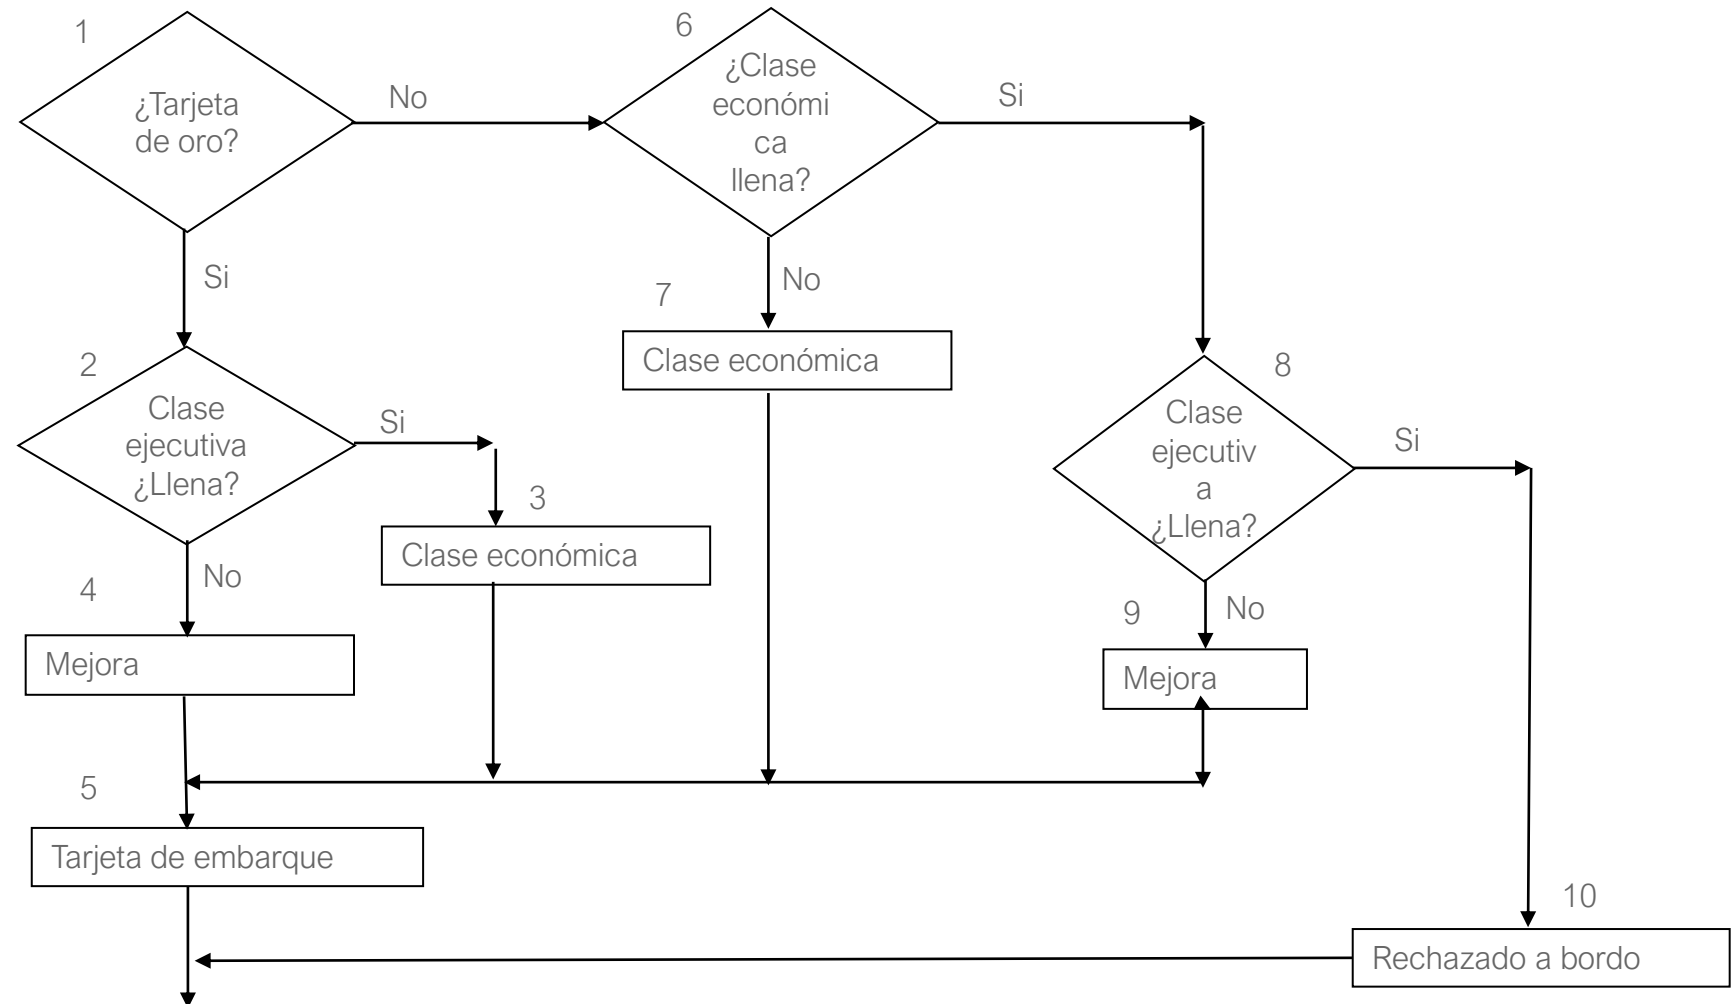 1
¿Tarjeta
de oro?
No
6
¿Clase
económi
ca
llena?
Si
Si
No
7
Clase económica
2
Clase
ejecutiva
¿Llena?
Si
3
Clase económica
8
Clase
ejecutiv
a
¿Llena?
Si
No
4
Mejora
9
No
Mejora
5
Tarjeta de embarque
10
Rechazado a bordo